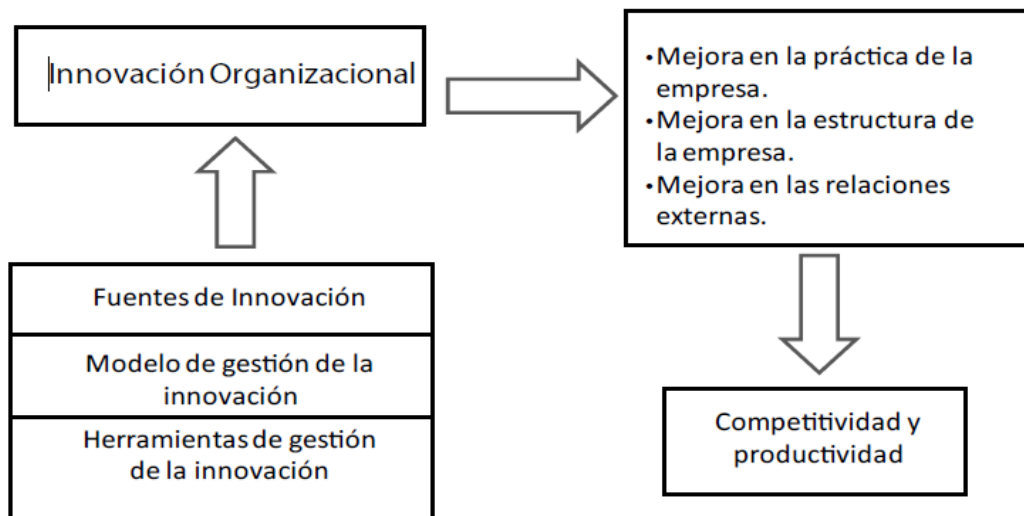 Innovación Organizacional
•Mejora en la práctica de la
empresa.
•Mejora en la estructura de
la empresa.
•Mejora en las relaciones
externas.
Fuentes de Innovación
Modelo de gestión de la
innovación
Herramientas de gestión
de la innovación
Competitividad y
productividad